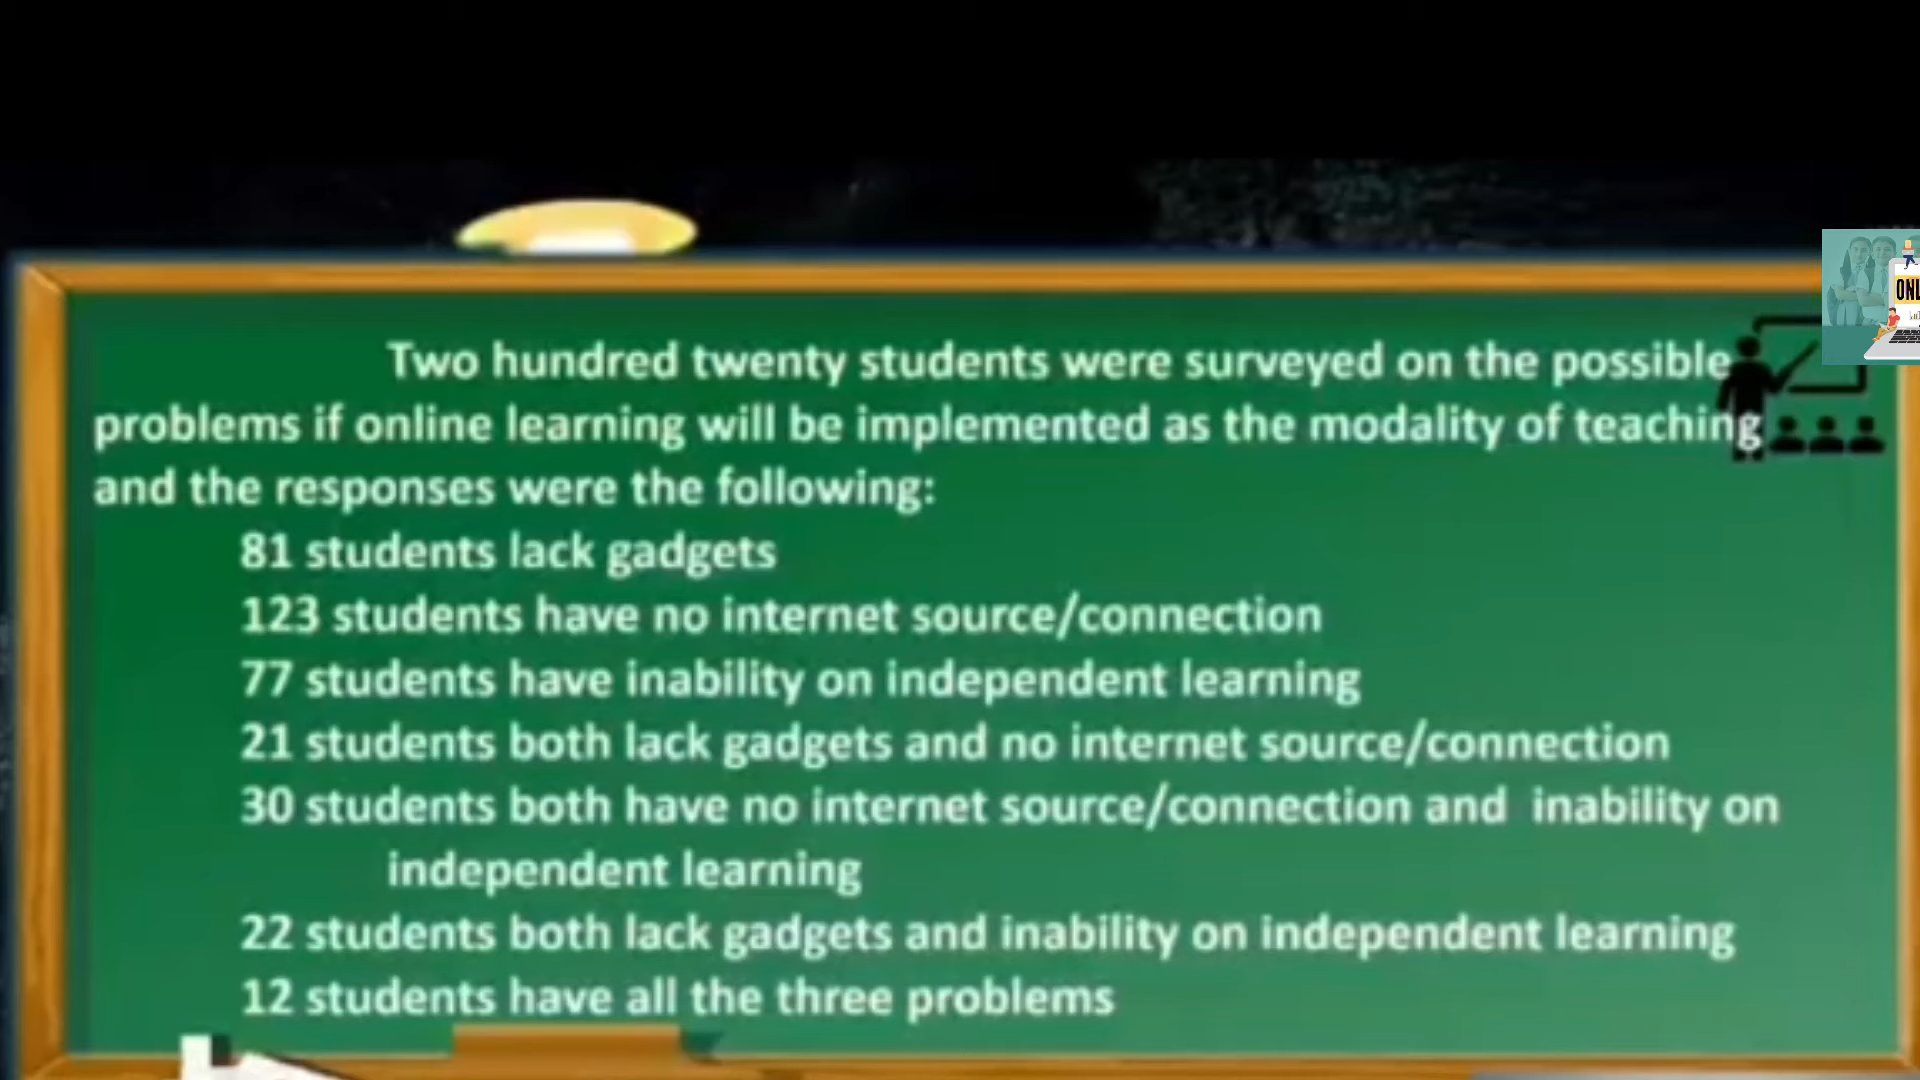 Two hundred twenty students were surveyed on the possible
problems if online learning will be implemented as the modality of teaching
and the responses were the following:
81 students lack gadgets
123 students have no internet source/connection
77 students have inability on independent learning
21 students both lack gadgets and no internet source/connection
30 students both have no internet source/connection and inability on
independent learning
22 students both lack gadgets and inability on independent learning
12 students have all the three problems